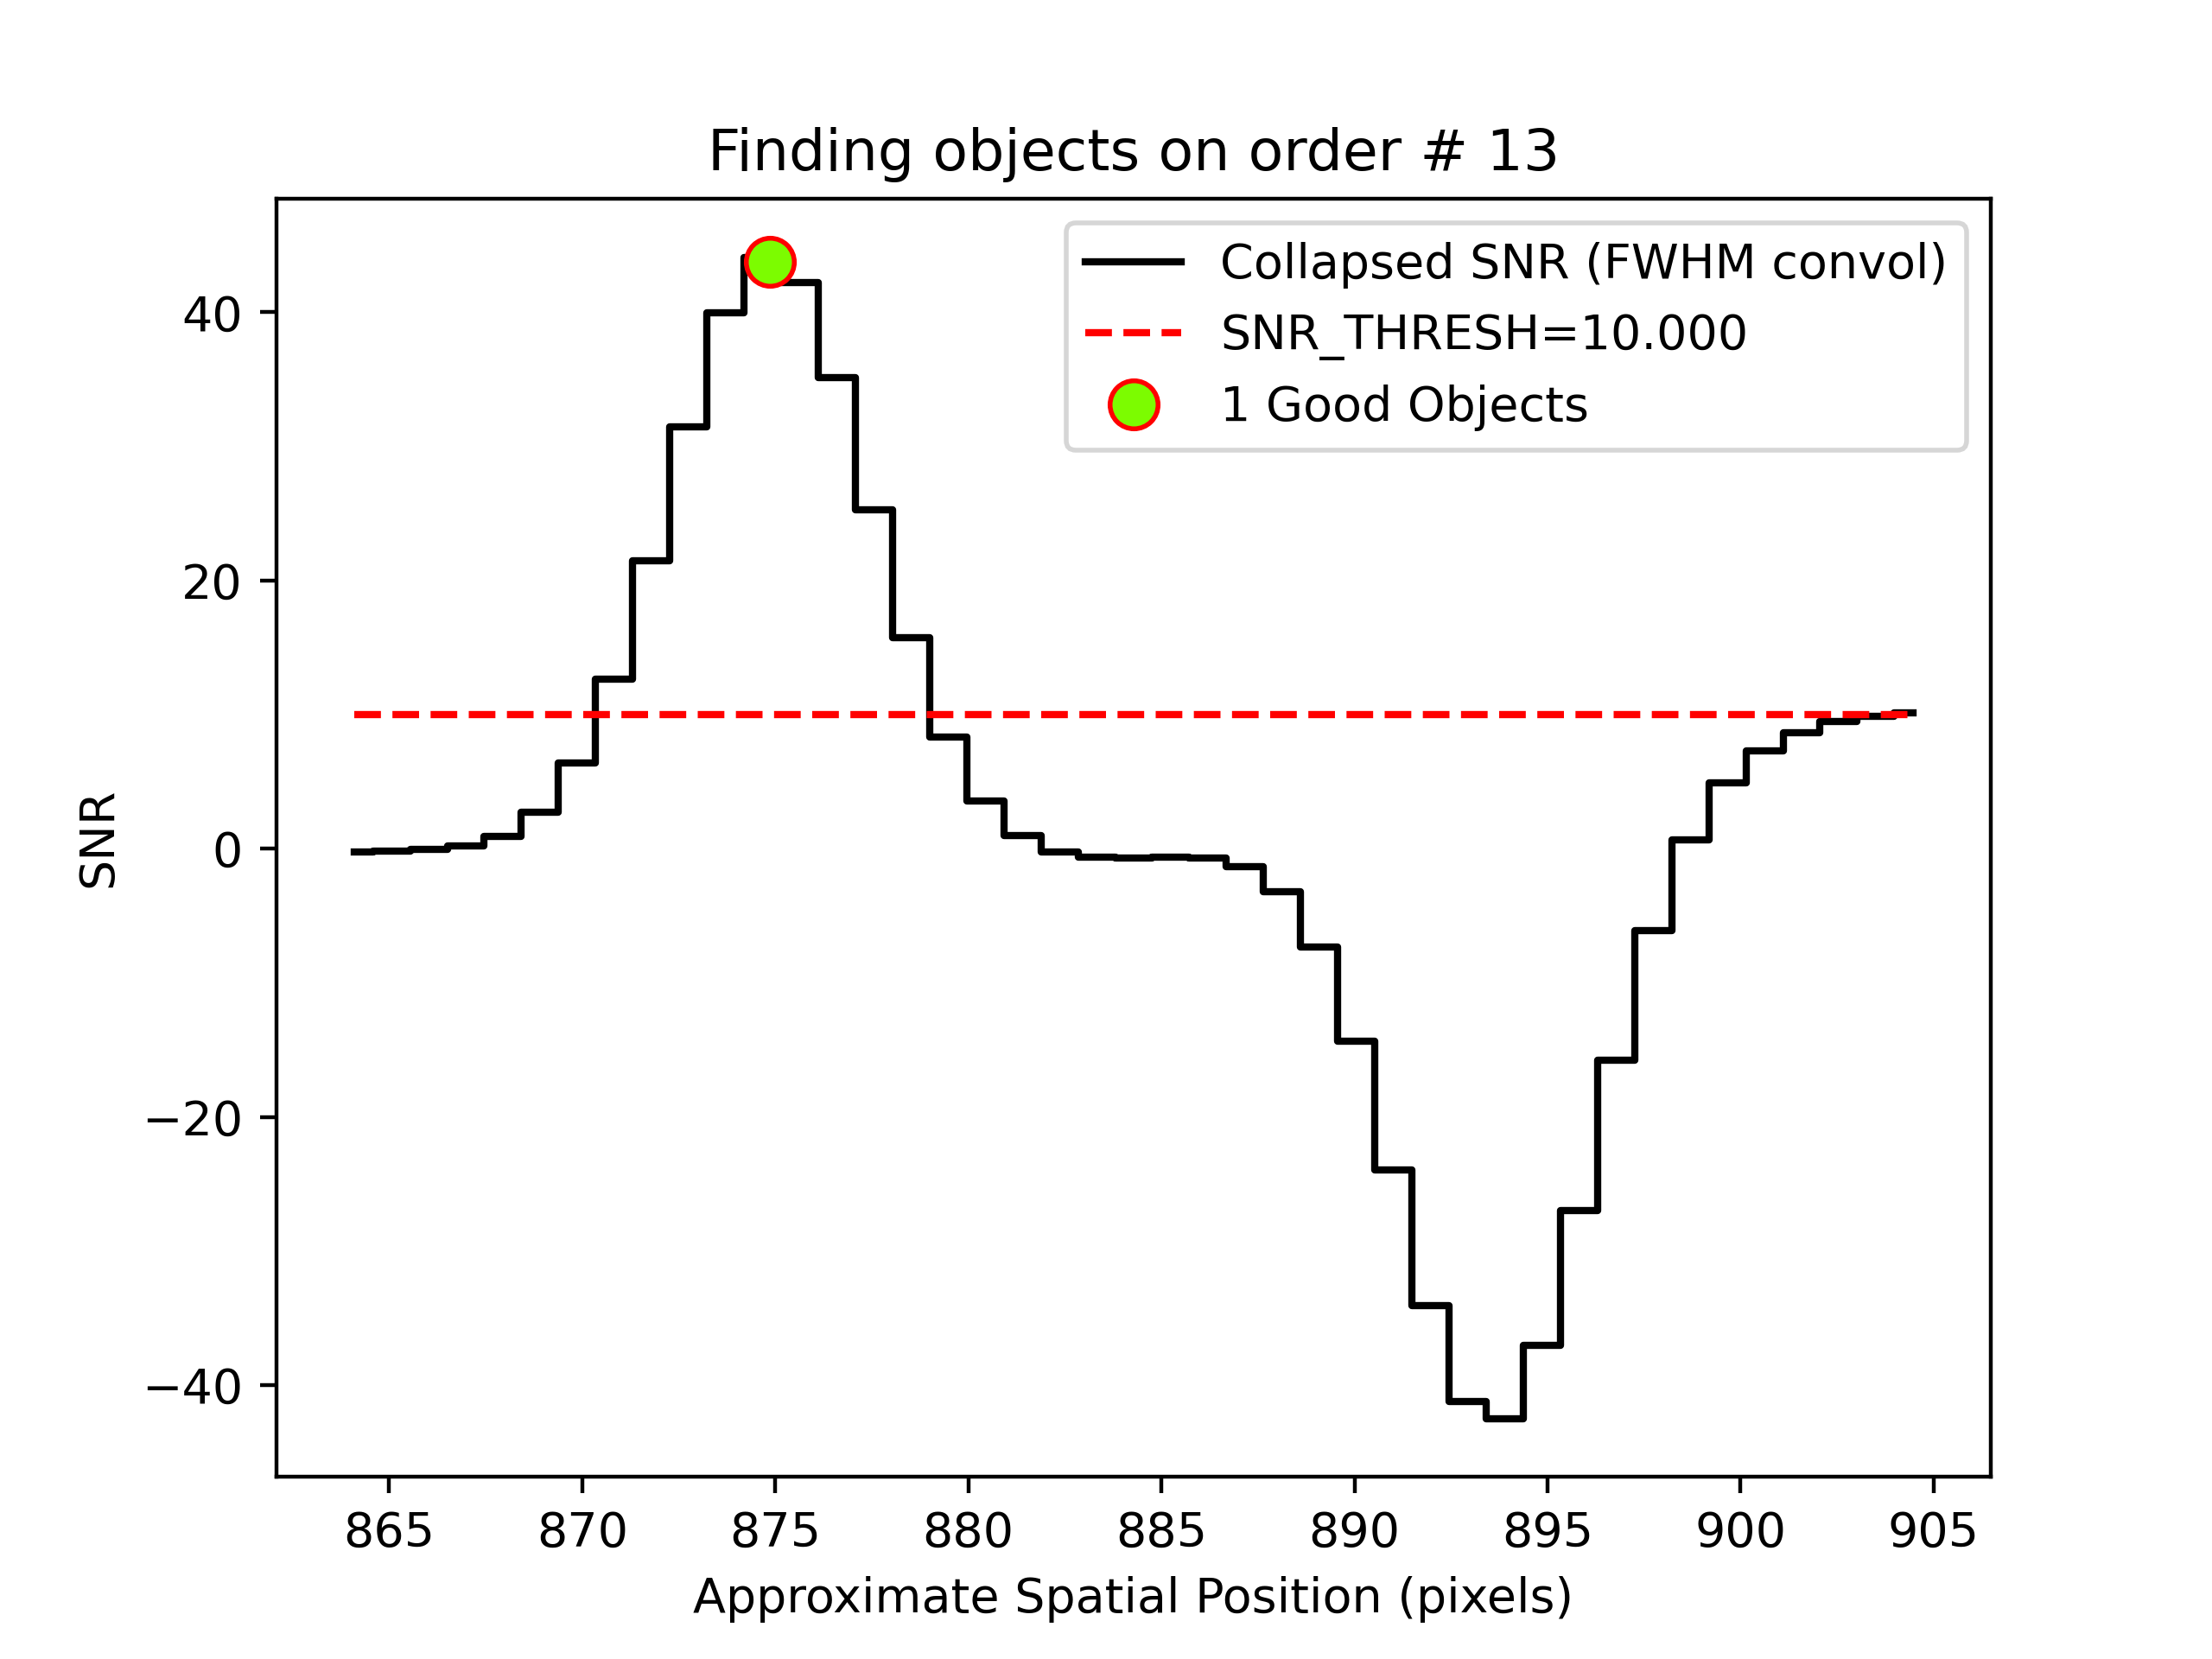 Finding objects on order # 13
Collapsed SNR (FWHM convol)
SNR_THRESH=10.000
1 Good Objects
40
20
0
−20
−40
SNR
865 870 875 880 885 890 895 900 905
Approximate Spatial Position (pixels)